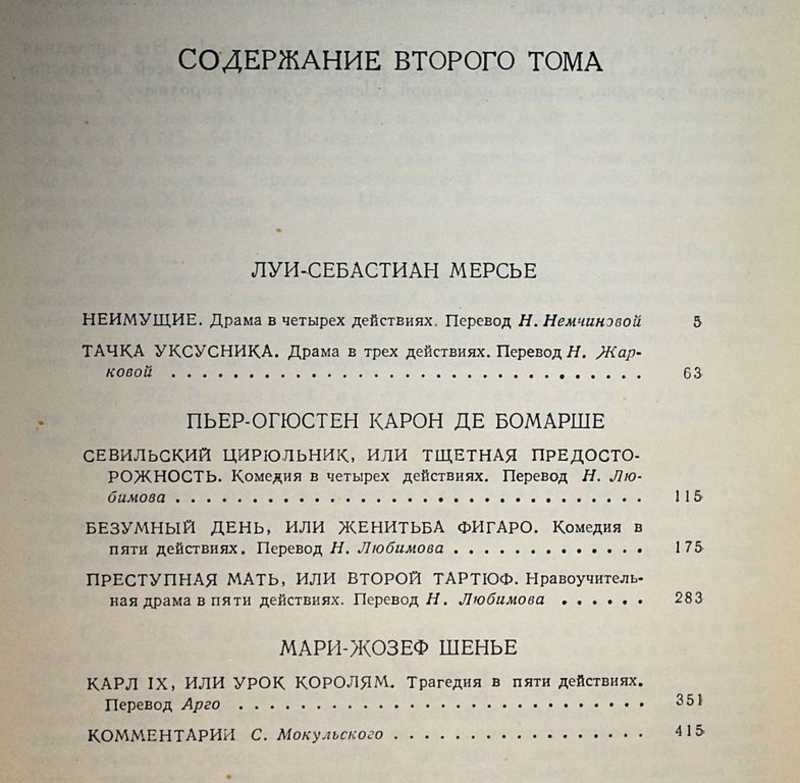 СОДЕРЖАНИЕ ВТОРОГО ТОМА
ЛУИ-СЕБАСТИАН МЕРСЬЕ
НЕИМУЩИЕ. Драма в четырех действиях. Перевод Н. Немчиновой 5
ТАЧКА УКСУСНИКА. Драма в трех действиях. Перевод Н. Жар-
ковой . . . . . . . . . . . . . . . . . . . . . . . . . . . . . 63
ПЬЕР-ОГЮСТЕН КАРОН ДЕ БОМАРШЕ
СЕВИЛЬСКИЙ ЦИРЮЛЬНИК, ИЛИ ТЩЕТНАЯ ПРЕДОСТО-
РОЖНОСТЬ. Комедия в четырех действиях. Перевод Н. Лю-
бимова . . . . . . . . . . . . . . . . . . . . . . . . . . . . 115
БЕЗУМНЫЙ ДЕНЬ, ИЛИ ЖЕНИТЬБА ФИГАРО. Комедия в
пяти действиях. Перевод Н. Любимова . . . . . . . . . . . . 175
ПРЕСТУПНАЯ МАТЬ, ИЛИ ВТОРОЙ ТАРТЮФ. Нравоучитель-
ная драма в пяти действиях. Перевод Н. Любимова . . . . . . 283
МАРИ-ЖОЗЕФ ШЕНЬЕ
КАРЛ IX, ИЛИ УРОК КОРОЛЯМ. Трагедия в пяти действиях.
Перевод Арго . . . . . . . . . . . . . . . . . . . . . . . . . 351
КОММЕНТАРИИ С. Мокульского . . . . . . . . . . . . . . . . 415